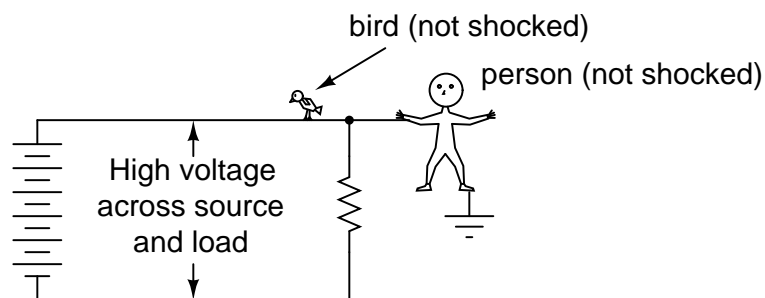 bird (not shocked)
person (not shocked)
High voltage
across source
and load